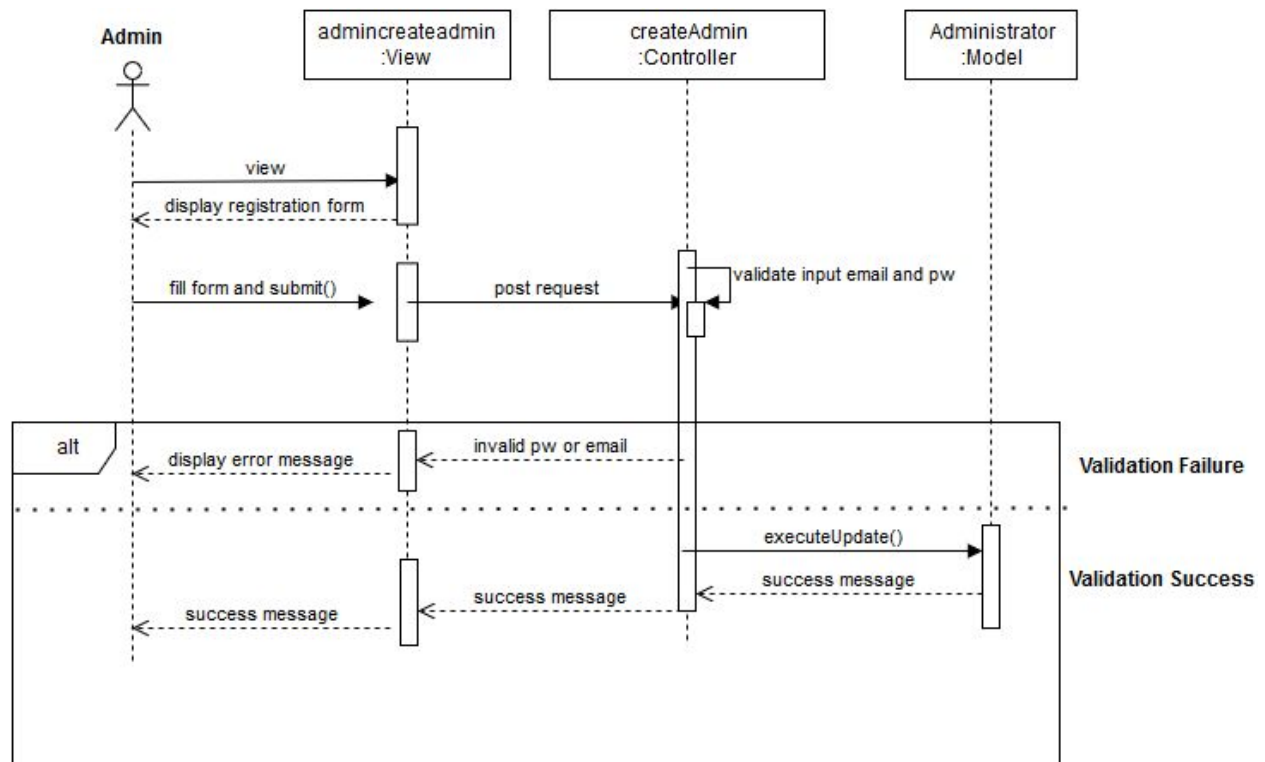 Admin
admincreateadmin
:View
createAdmin
:Controller
Administrator
:Model
view
display registration form
validate input email and pw
fill form and submit()
post request
alt
invalid pw or email
display error message
Validation Failure
executeUpdate()
success message
Validation Success
success message
success message